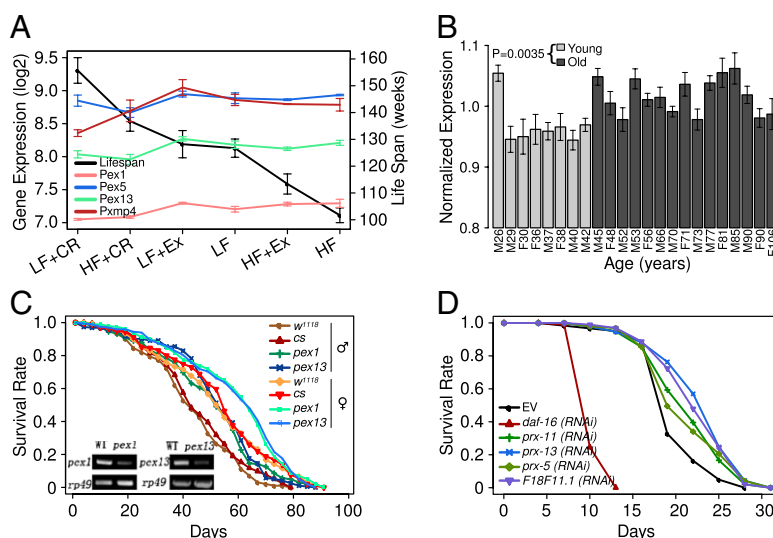 A
Gene Expression (log2)
9.5
9.0
8.5
8.0
7.5
7.0
160
150
140
130
120
110
100
Life Span (weeks)
Lifespan
Pex1
Pex5
Pex13
Pxmp4
LF+CR
HF+CR
LF+Ex
LF
HF+Ex
HF
B
Normalized Expression
1.1
1.0
0.9
0.8
P=0.0035
Young
Old
M26 M29 F30 F36 M37 F38 M40 M42 M45 F48 M52 M53 F56 M66 M70 F71 M73 M77 F81 M85 M90 F90 F106
Age (years)
C
Survival Rate
1.0
0.8
0.6
0.4
0.2
0.0
w1118
cs
pex1
pex13
♂
w1118
cs
pex1
pex13
♀
WT pex1
WT pex13
pex1
pex13
rp49
rp49
0 20 40 60 80 100
Days
D
Survival Rate
1.0
0.8
0.6
0.4
0.2
0.0
EV
daf-16 (RNAi)
prx-11 (RNAi)
prx-13 (RNAi)
prx-5 (RNAi)
F18F11.1 (RNAi)
0 5 10 15 20 25 31
Days